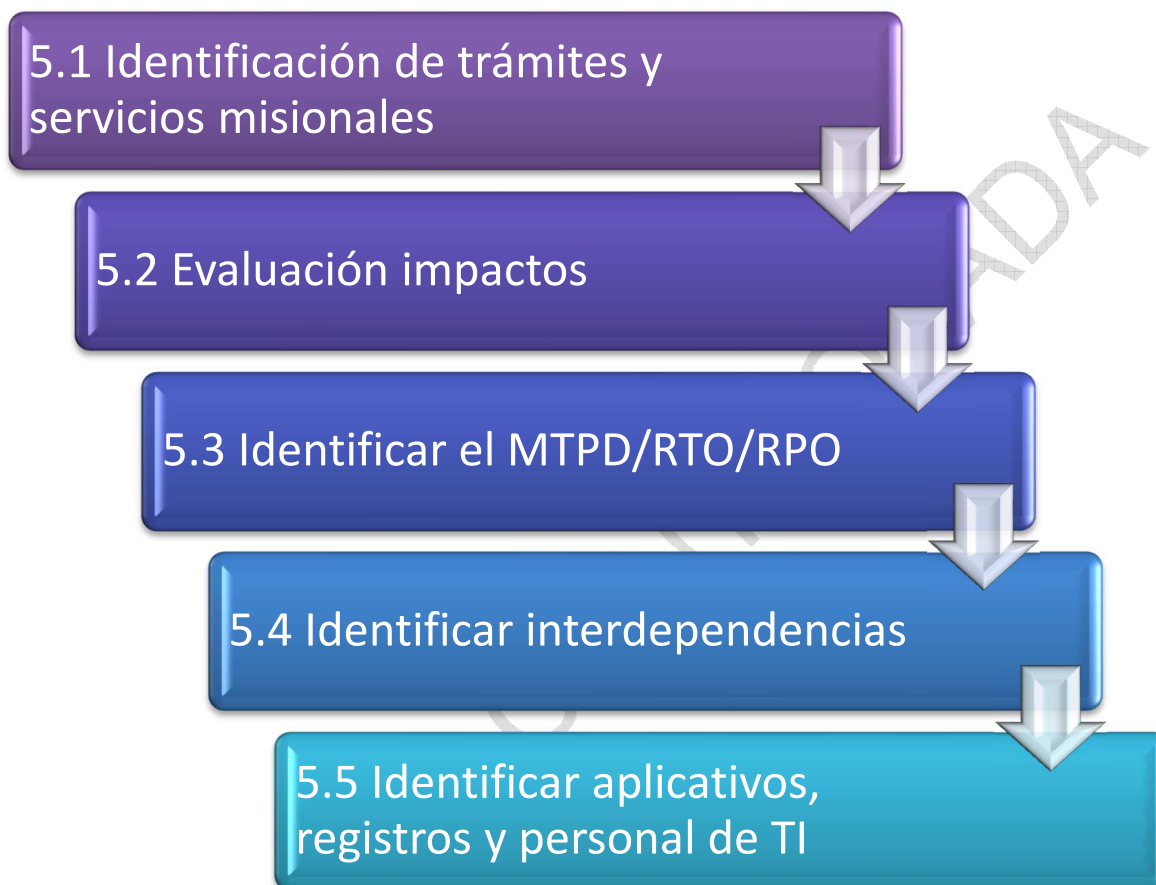 5.1 Identificación de trámites y
servicios misionales
5.2 Evaluación impactos
5.3 Identificar el MTPD/RTO/RPO
5.4 Identificar interdependencias
5.5 Identificar aplicativos,
registros y personal de TI